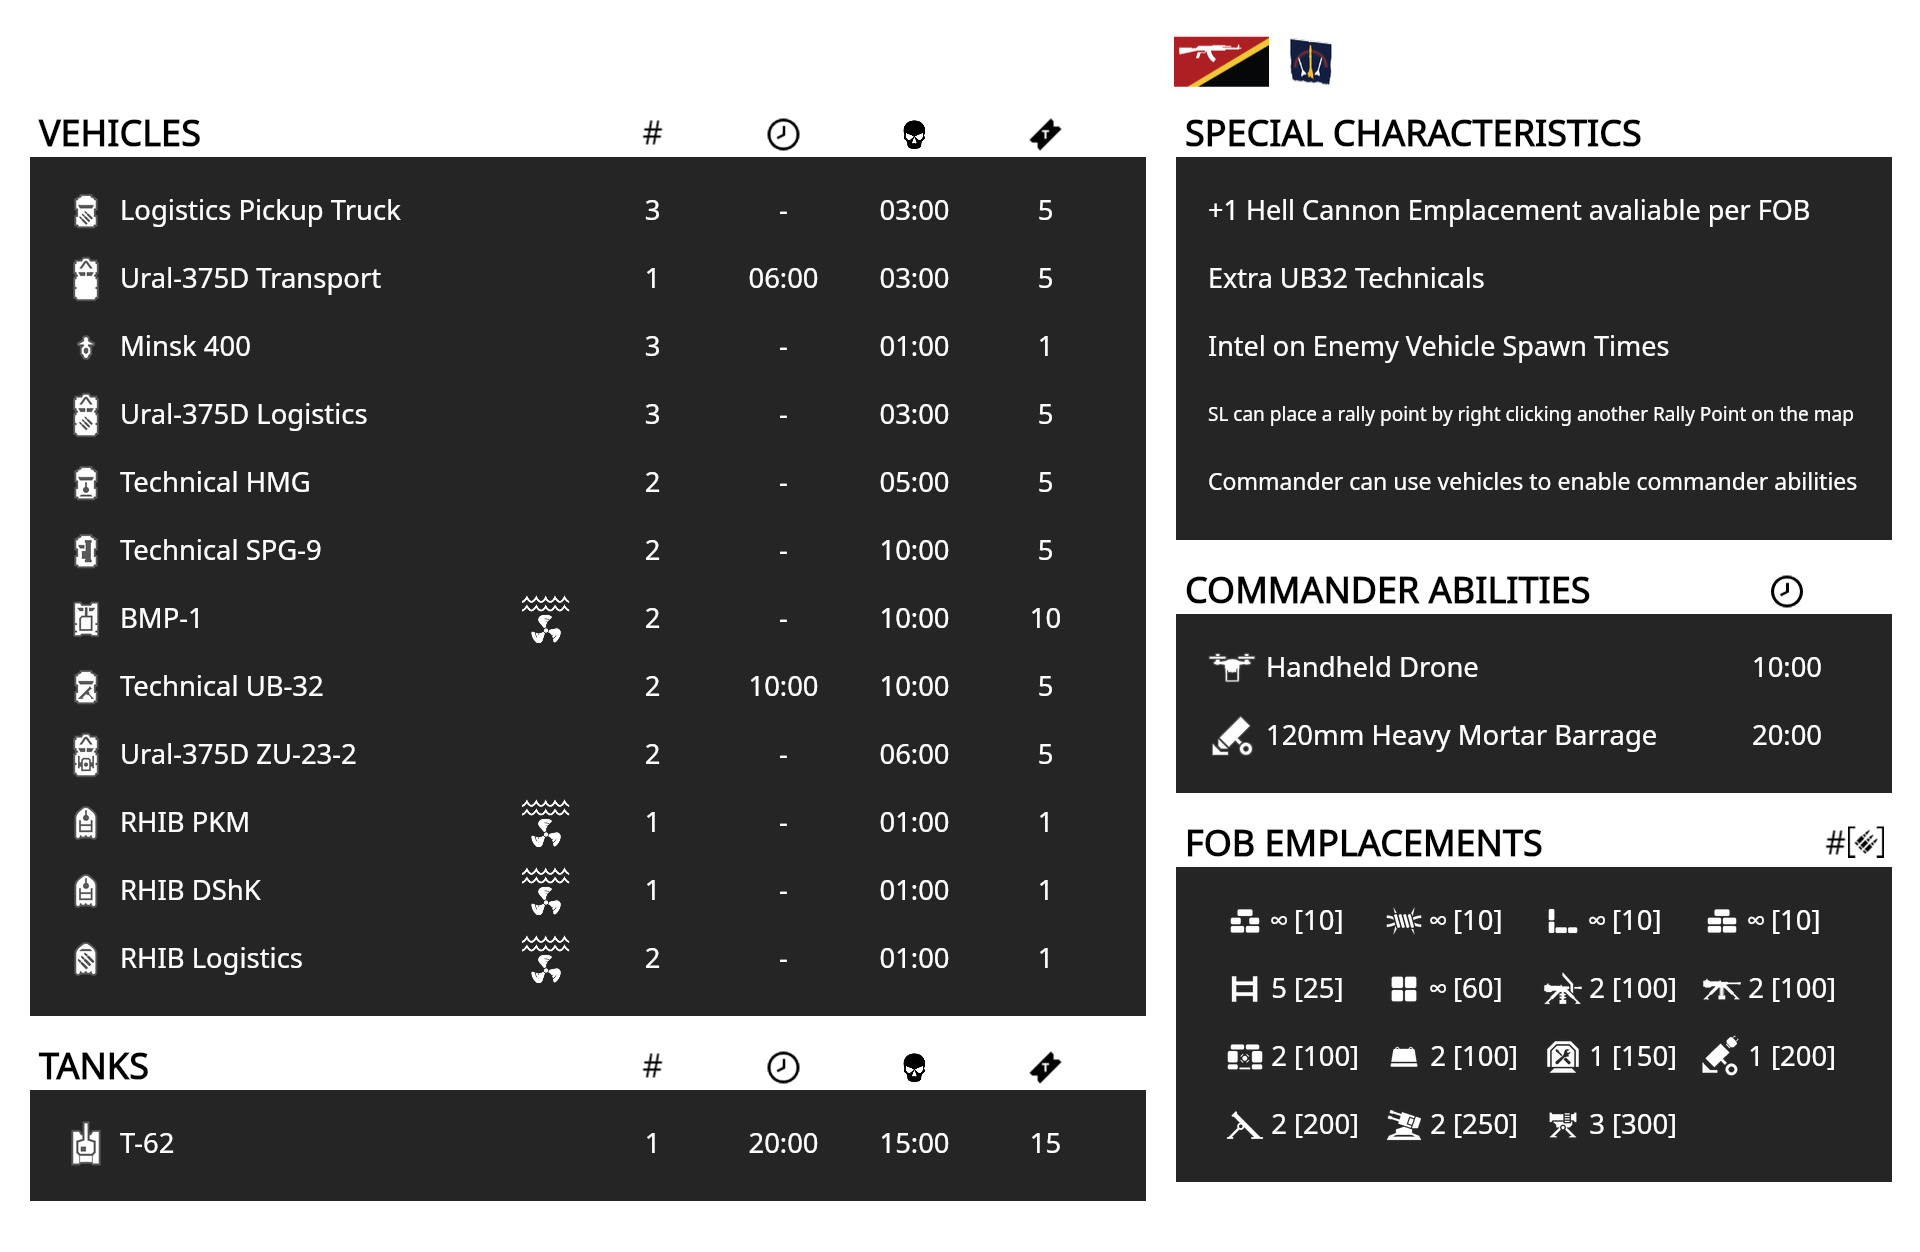 VEHICLES #
Logistics Pickup Truck 3 - 03:00 5
Ural-375D Transport 1 06:00 03:00 5
Minsk 400 3 - 01:00 1
Ural-375D Logistics 3 - 03:00 5
Technical HMG 2 - 05:00 5
Technical SPG-9 2 - 10:00 5
BMP-1 2 - 10:00 10
Technical UB-32 2 10:00 10:00 5
Ural-375D ZU-23-2 2 - 06:00 5
RHIB PKM 1 - 01:00 1
RHIB DShK 1 - 01:00 1
RHIB Logistics 2 - 01:00 1
TANKS #
T-62 1 20:00 15:00 15
SPECIAL CHARACTERISTICS
+1 Hell Cannon Emplacement avaliable per FOB
Extra UB32 Technicals
Intel on Enemy Vehicle Spawn Times
SL can place a rally point by right clicking another Rally Point on the map
Commander can use vehicles to enable commander abilities
COMMANDER ABILITIES
Handheld Drone 10:00
120mm Heavy Mortar Barrage 20:00
FOB EMPLACEMENTS #[ ]
∞ [10] ∞ [10] ∞ [10] ∞ [10]
5 [25] ∞ [60] 2 [100] 2 [100]
2 [100] 2 [100] 1 [150] 1 [200]
2 [200] 2 [250] 3 [300]